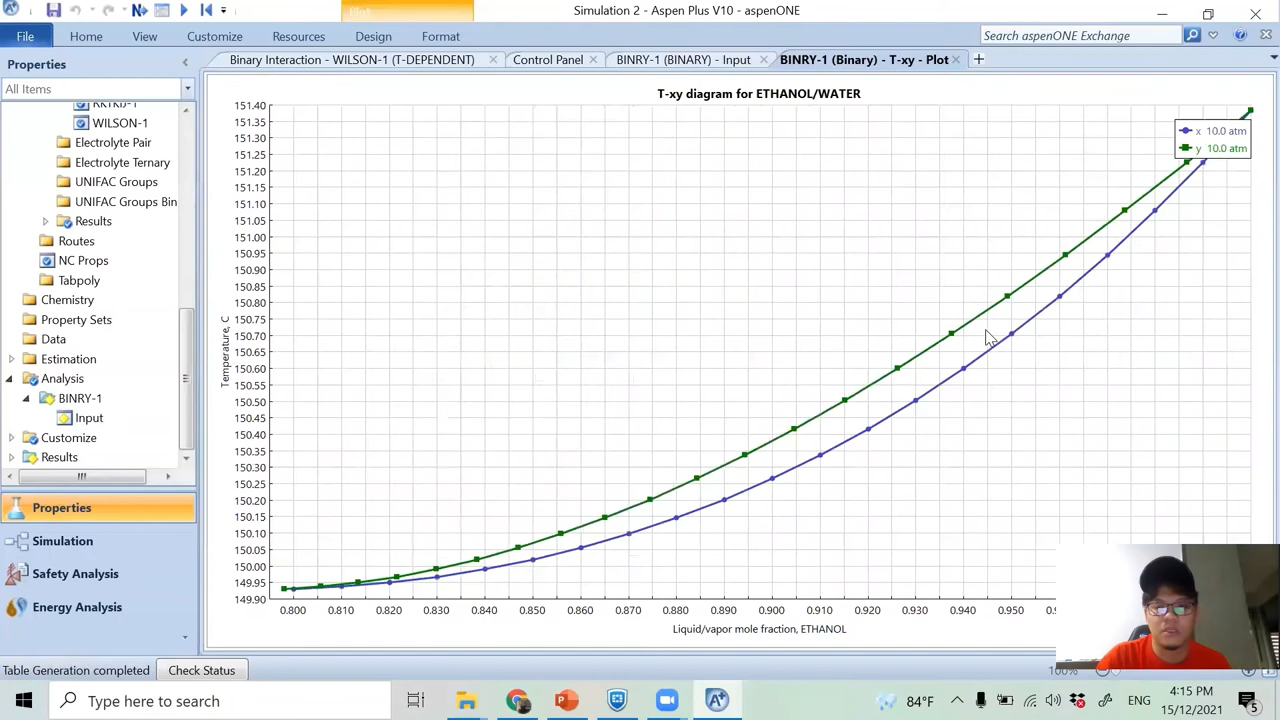 Plot
Simulation 2 - Aspen Plus V10 - aspenONE
File
Home
View
Customize
Resources
Design
Format
Search aspenONE Exchange
Properties
All Items
Binary Interaction - WILSON-1 (T-DEPENDENT)
Control Panel
BINRY-1 (BINARY) - Input
BINRY-1 (Binary) - T-xy - Plot
RKTKIJ-1
WILSON-1
Electrolyte Pair
Electrolyte Ternary
UNIFAC Groups
UNIFAC Groups Bin
Results
Routes
NC Props
Tabpoly
Chemistry
Property Sets
Data
Estimation
Analysis
BINRY-1
Input
Customize
Results
Properties
Simulation
Safety Analysis
Energy Analysis
T-xy diagram for ETHANOL/WATER
x 10.0 atm
y 10.0 atm
Temperature, C
151.40
151.35
151.30
151.25
151.20
151.15
151.10
151.05
151.00
150.95
150.90
150.85
150.80
150.75
150.70
150.65
150.60
150.55
150.50
150.45
150.40
150.35
150.30
150.25
150.20
150.15
150.10
150.05
150.00
149.95
149.90
0.800 0.810 0.820 0.830 0.840 0.850 0.860 0.870 0.880 0.890 0.900 0.910 0.920 0.930 0.940 0.950
Liquid/vapor mole fraction, ETHANOL
Table Generation completed
Check Status
100%
Type here to search
84°F
ENG
4:15 PM
15/12/2021
5